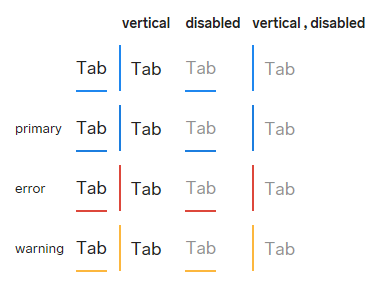 vertical disabled vertical , disabled
Tab Tab Tab Tab
primary Tab Tab Tab Tab
error Tab Tab Tab Tab
warning Tab Tab Tab Tab